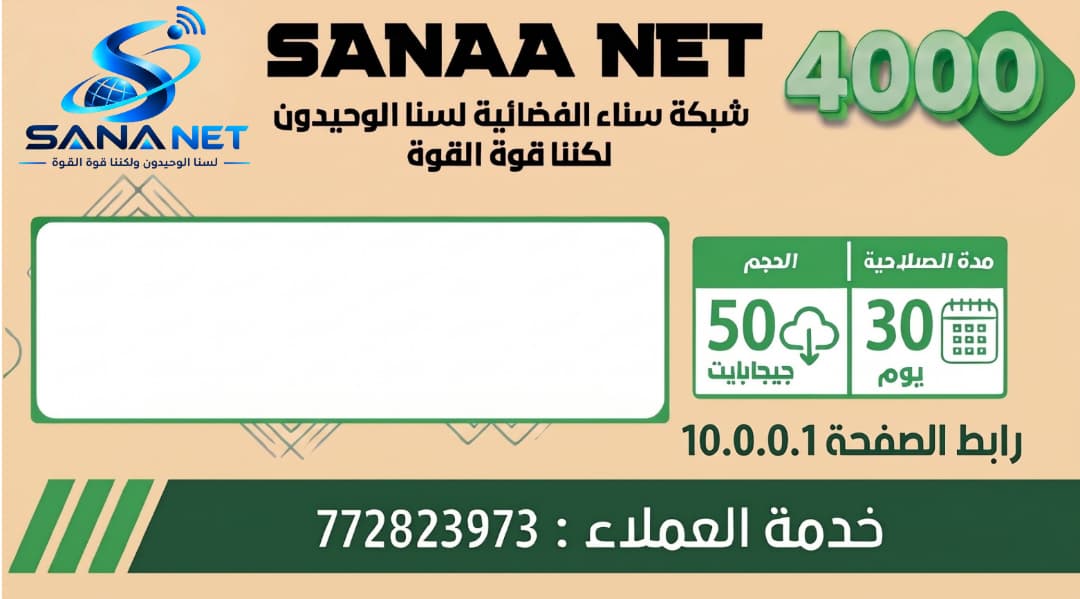 SANA NET
لسنا الوحيدون ولكننا قوة القوة
SANAA NET
شبكة سناء الفضائية لسنا الوحيدون
لكننا قوة القوة
4000
مدة الصلاحية
الحجم
30
يوم
50
جيجابايت
رابط الصفحة 10.0.0.1
خدمة العملاء : 772823973